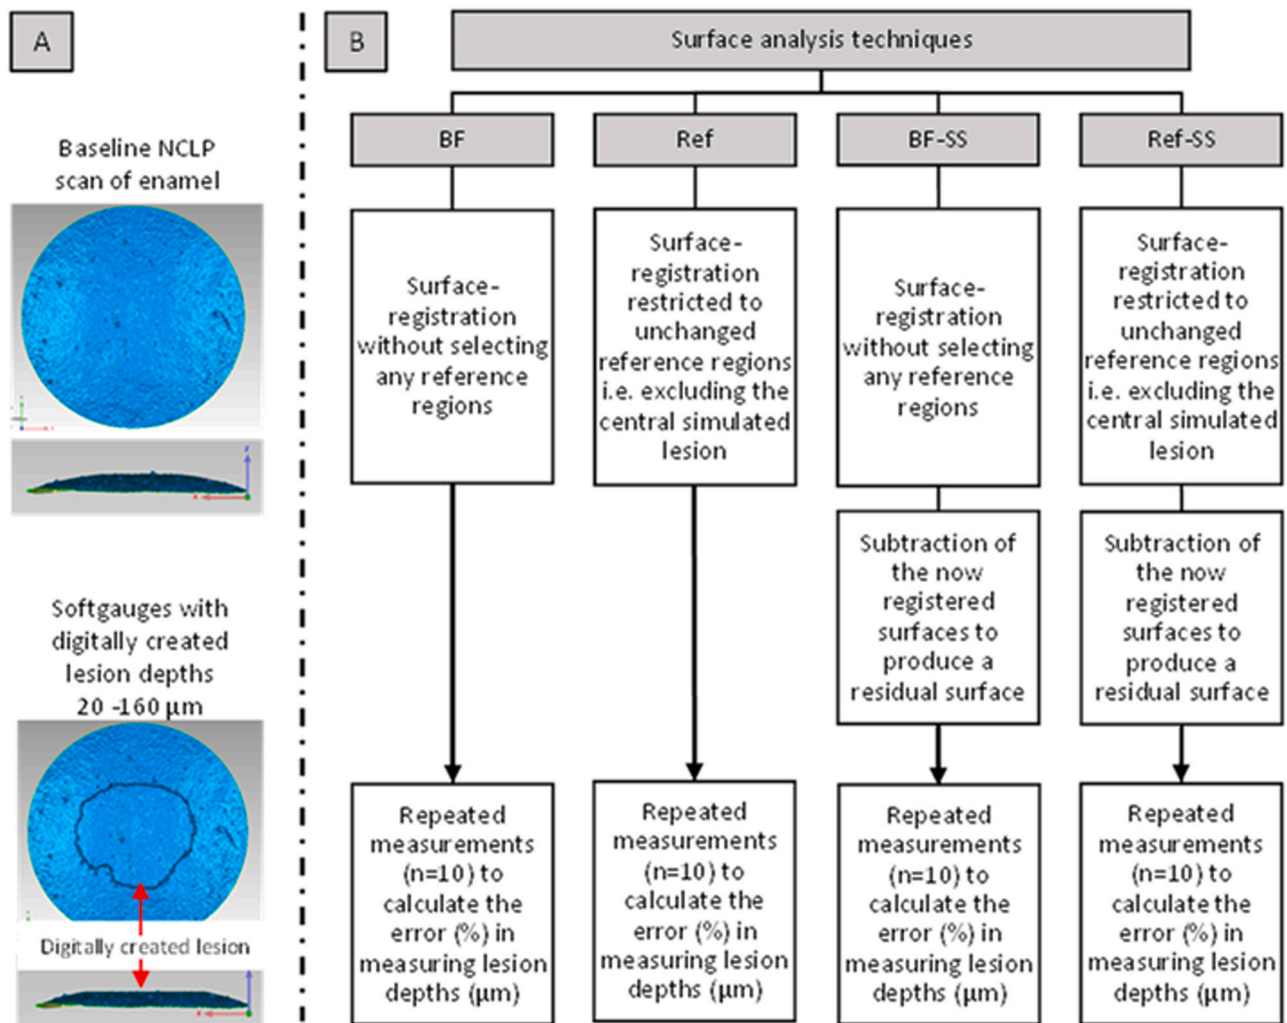 A
Baseline NCLP
scan of enamel
Softgauges with
digitally created
lesion depths
20 -160 µm
Digitally created lesion
B
Surface analysis techniques
BF
Surface-
registration
without selecting
any reference
regions
Repeated
measurements
(n=10) to
calculate the
error (%) in
measuring lesion
depths (µm)
Ref
Surface-
registration
restricted to
unchanged
reference regions
i.e. excluding the
central simulated
lesion
Repeated
measurements
(n=10) to
calculate the
error (%) in
measuring lesion
depths (µm)
BF-SS
Surface-
registration
without selecting
any reference
regions
Subtraction of
the now
registered
surfaces to
produce a
residual surface
Repeated
measurements
(n=10) to
calculate the
error (%) in
measuring lesion
depths (µm)
Ref-SS
Surface-
registration
restricted to
unchanged
reference regions
i.e. excluding the
central simulated
lesion
Subtraction of
the now
registered
surfaces to
produce a
residual surface
Repeated
measurements
(n=10) to
calculate the
error (%) in
measuring lesion
depths (µm)